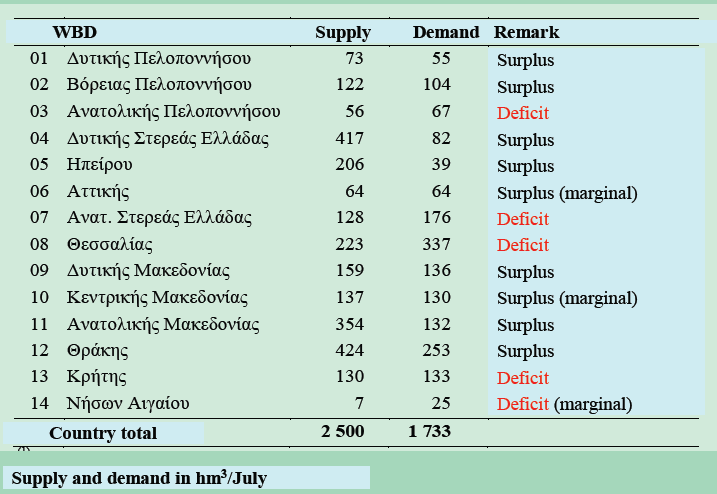 WBD Supply Demand Remark
01 Δυτικής Πελοποννήσου 73 55 Surplus
02 Βόρειας Πελοποννήσου 122 104 Surplus
03 Ανατολικής Πελοποννήσου 56 67 Deficit
04 Δυτικής Στερεάς Ελλάδας 417 82 Surplus
05 Ηπείρου 206 39 Surplus
06 Αττικής 64 64 Surplus (marginal)
07 Ανατ. Στερεάς Ελλάδας 128 176 Deficit
08 Θεσσαλίας 223 337 Deficit
09 Δυτικής Μακεδονίας 159 136 Surplus
10 Κεντρικής Μακεδονίας 137 130 Surplus (marginal)
11 Ανατολικής Μακεδονίας 354 132 Surplus
12 Θράκης 424 253 Surplus
13 Κρήτης 130 133 Deficit
14 Νήσων Αιγαίου 7 25 Deficit (marginal)
Country total 2 500 1 733
Supply and demand in hm³/July